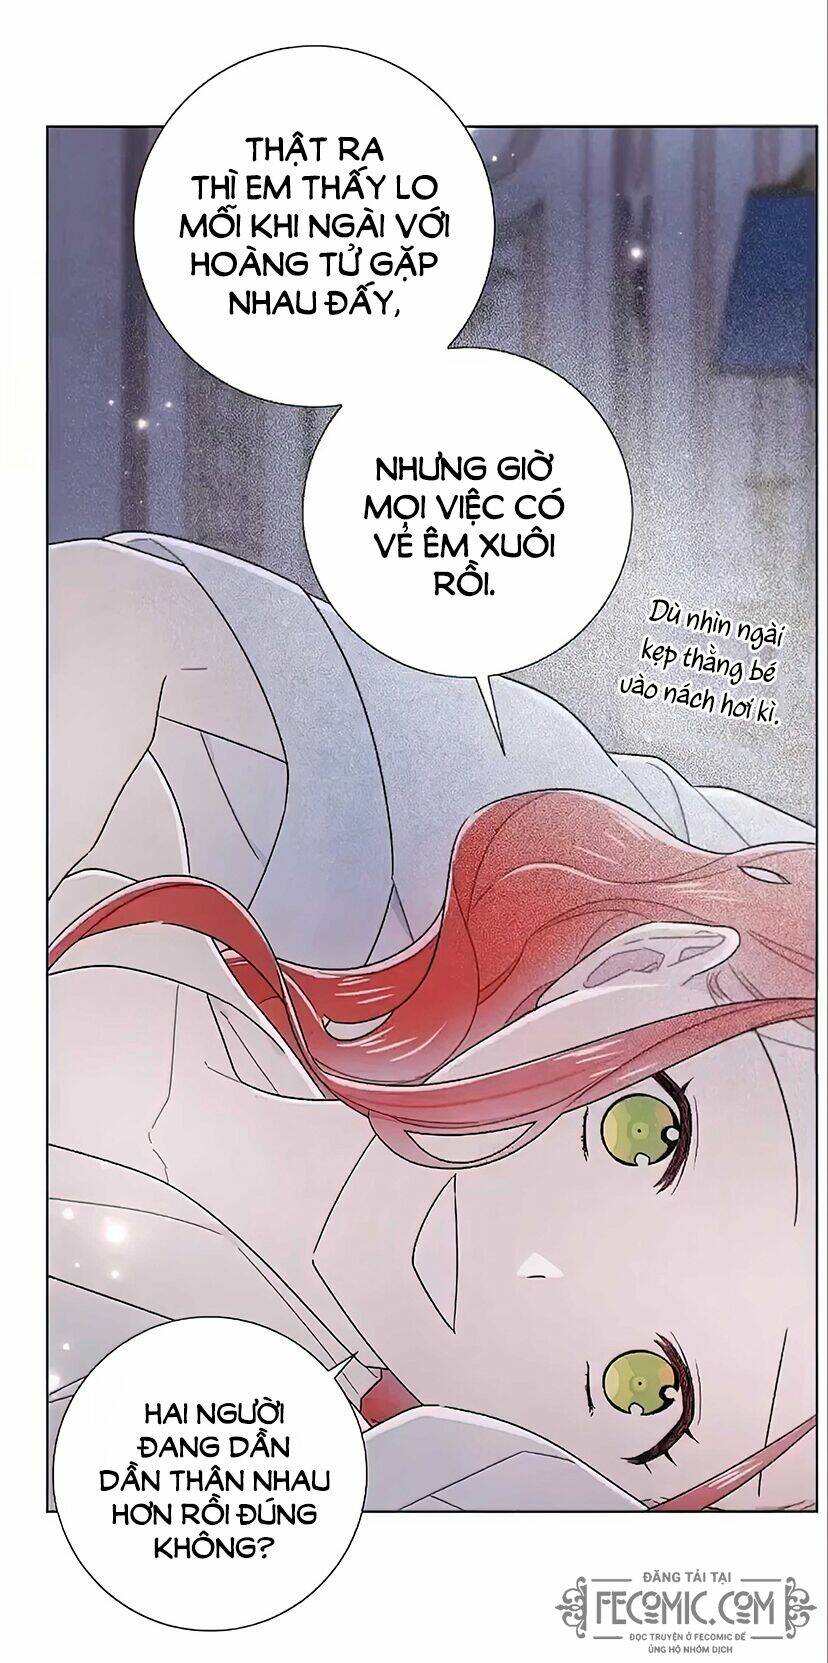 THẬT RA
THÌ EM THẤY LO
MỖI KHI NGÀI VỚI
HOÀNG TỬ GẶP
NHAU ĐẤY,
NHƯNG GIỜ
MỌI VIỆC CÓ
VẺ ÊM XUÔI
RỒI.
Dù nhìn ngài
kẹp thằng bé
vào nách hơi kì.
HAI NGƯỜI
ĐANG DẦN
DẦN THÂN NHAU
HƠN RỒI ĐÚNG
KHÔNG?
ĐĂNG TẢI TẠI
FECOMIC.COM
ĐỌC TRUYỆN Ở FECOMIC ĐỂ
ỦNG HỘ NHÓM DỊCH